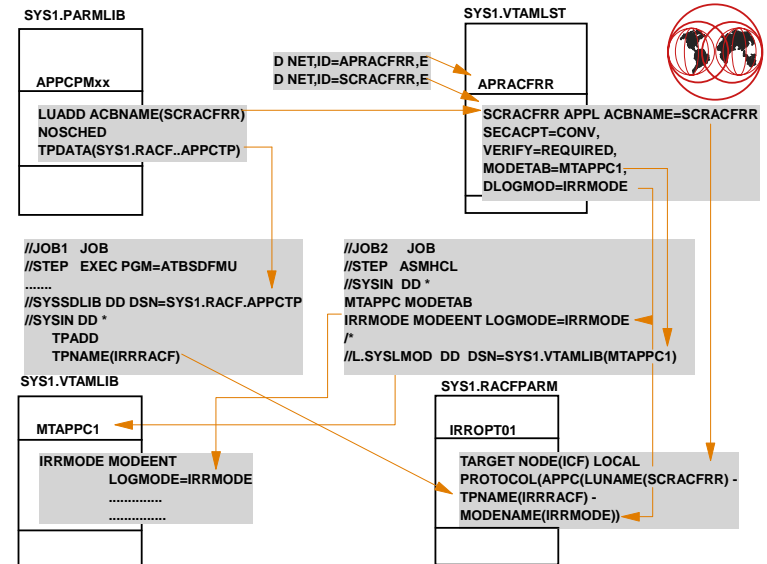 SYS1.PARMLIB
APPCPMxx
LUADD ACBNAME(SCRACFRR)
NOSCHED
TPDATA(SYS1.RACF..APPCTP)
D NET,ID=APRACFRR,E
D NET,ID=SCRACFRR,E
SYS1.VTAMLST
APRACFRR
SCRACFRR APPL ACBNAME=SCRACFRR
SECACPT=CONV,
VERIFY=REQUIRED,
MODETAB=MTAPPC1,
DLOGMOD=IRRMODE
//JOB1 JOB
//STEP EXEC PGM=ATBSDFMU
.......
//SYSSDLIB DD DSN=SYS1.RACF.APPCTP
//SYSIN DD *
TPADD
TPNAME(IRRRACF)
//JOB2 JOB
//STEP ASMHCL
//SYSIN DD *
MTAPPC MODETAB
IRRMODE MODEENT LOGMODE=IRRMODE
/*
//L.SYSLMOD DD DSN=SYS1.VTAMLIB(MTAPPC1)
SYS1.VTAMLIB
MTAPPC1
IRRMODE MODEENT
LOGMODE=IRRMODE
..............
...............
SYS1.RACFPARM
IRROPT01
TARGET NODE(ICF) LOCAL
PROTOCOL(APPC(LUNAME(SCRACFRR) -
TPNAME(IRRRACF) -
MODENAME(IRRMODE))